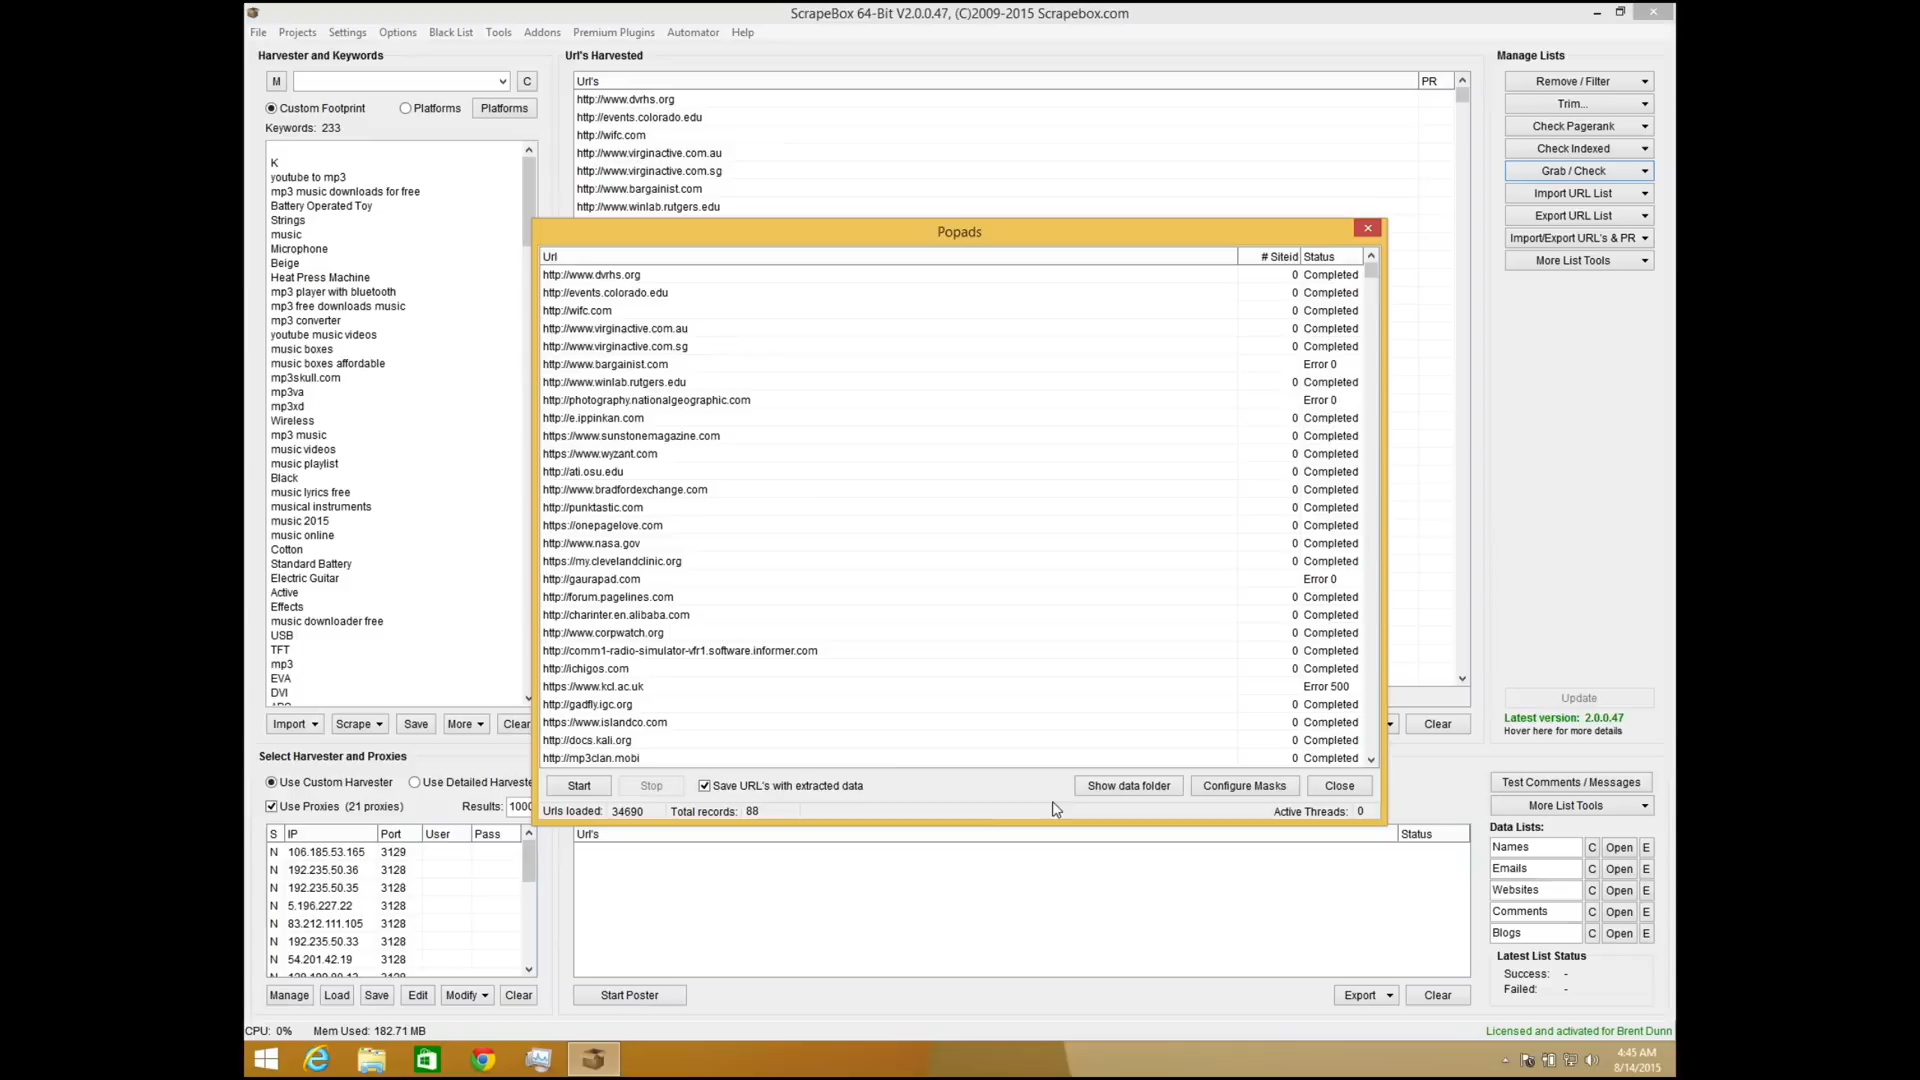 ScrapeBox 64-Bit V2.0.0.47, (C)2009-2015 Scrapebox.com
File Projects Settings Options Black List Tools Addons Premium Plugins Automator Help
Harvester and Keywords
M C
Custom Footprint Platforms Platforms
Keywords: 233
K
youtube to mp3
mp3 music downloads for free
Battery Operated Toy
Strings
music
Microphone
Beige
Heat Press Machine
mp3 player with bluetooth
mp3 free downloads music
mp3 converter
youtube music videos
music boxes
music boxes affordable
mp3skull.com
mp3va
mp3xd
Wireless
mp3 music
music videos
music playlist
Black
music lyrics free
musical instruments
music 2015
music online
Cotton
Standard Battery
Electric Guitar
Active
Effects
music downloader free
USB
TFT
mp3
EVA
DVI
Import Scrape Save More Clear
Url's Harvested
Url's PR
http://www.dvrhs.org
http://events.colorado.edu
http://wifc.com
http://www.virginactive.com.au
http://www.virginactive.com.sg
http://www.bargainist.com
http://www.winlab.rutgers.edu
Popads
Url # Siteid Status
http://www.dvrhs.org 0 Completed
http://events.colorado.edu 0 Completed
http://wifc.com 0 Completed
http://www.virginactive.com.au 0 Completed
http://www.virginactive.com.sg 0 Completed
http://www.bargainist.com Error 0
http://www.winlab.rutgers.edu 0 Completed
http://photography.nationalgeographic.com Error 0
http://e.ippinkan.com 0 Completed
https://www.sunstonemagazine.com 0 Completed
https://www.wyzant.com 0 Completed
http://ati.osu.edu 0 Completed
http://www.bradfordexchange.com 0 Completed
http://punktastic.com 0 Completed
https://onepagelove.com 0 Completed
http://www.nasa.gov 0 Completed
https://my.clevelandclinic.org 0 Completed
http://gaurapad.com Error 0
http://forum.pagelines.com 0 Completed
http://charinter.en.alibaba.com 0 Completed
http://www.corpwatch.org 0 Completed
http://comm1-radio-simulator-vfr1.software.informer.com 0 Completed
http://ichigos.com 0 Completed
https://www.kcl.ac.uk Error 500
http://gadfly.igc.org 0 Completed
https://www.islandco.com 0 Completed
http://docs.kali.org 0 Completed
http://mp3clan.mobi 0 Completed
Start Stop Save URL's with extracted data Show data folder Configure Masks Close
Urls loaded: 34690 Total records: 88 Active Threads: 0
Clear
Manage Lists
Remove / Filter
Trim...
Check Pagerank
Check Indexed
Grab / Check
Import URL List
Export URL List
Import/Export URL's & PR
More List Tools
Update
Latest version: 2.0.0.47
Hover here for more details
Select Harvester and Proxies
Use Custom Harvester Use Detailed Harveste
Use Proxies (21 proxies) Results: 1000
S IP Port User Pass
N 106.185.53.165 3129
N 192.235.50.36 3128
N 192.235.50.35 3128
N 5.196.227.22 3128
N 83.212.111.105 3128
N 192.235.50.33 3128
N 54.201.42.19 3128
Manage Load Save Edit Modify Clear
Url's Status
Start Poster Export Clear
Test Comments / Messages
More List Tools
Data Lists:
Names C Open E
Emails C Open E
Websites C Open E
Comments C Open E
Blogs C Open E
Latest List Status
Success: -
Failed: -
CPU: 0% Mem Used: 182.71 MB
Licensed and activated for Brent Dunn
4:45 AM
8/14/2015